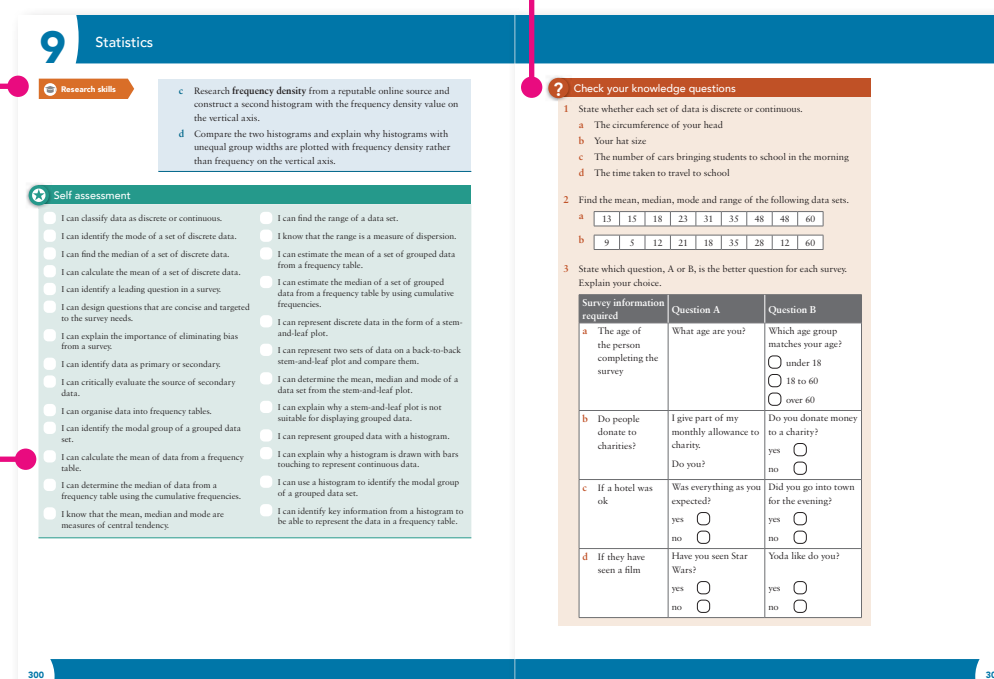 9
Statistics
Research skills
c Research frequency density from a reputable online source and
construct a second histogram with the frequency density value on
the vertical axis.
d Compare the two histograms and explain why histograms with
unequal group widths are plotted with frequency density rather
than frequency on the vertical axis.
Self assessment
I can classify data as discrete or continuous.
I can identify the mode of a set of discrete data.
I can find the median of a set of discrete data.
I can calculate the mean of a set of discrete data.
I can identify a leading question in a survey.
I can design questions that are concise and targeted
to the survey needs.
I can explain the importance of eliminating bias
from a survey.
I can identify data as primary or secondary.
I can critically evaluate the source of secondary
data.
I can organise data into frequency tables.
I can identify the modal group of a grouped data
set.
I can calculate the mean of data from a frequency
table.
I can determine the median of data from a
frequency table using the cumulative frequencies.
I know that the mean, median and mode are
measures of central tendency.
I can find the range of a data set.
I know that the range is a measure of dispersion.
I can estimate the mean of a set of grouped data
from a frequency table.
I can estimate the median of a set of grouped
data from a frequency table by using cumulative
frequencies.
I can represent discrete data in the form of a stem-
and-leaf plot.
I can represent two sets of data on a back-to-back
stem-and-leaf plot and compare them.
I can determine the mean, median and mode of a
data set from the stem-and-leaf plot.
I can explain why a stem-and-leaf plot is not
suitable for displaying grouped data.
I can represent grouped data with a histogram.
I can explain why a histogram is drawn with bars
touching to represent continuous data.
I can use a histogram to identify the modal group
of a grouped data set.
I can identify key information from a histogram to
be able to represent the data in a frequency table.
300
? Check your knowledge questions
1 State whether each set of data is discrete or continuous.
a The circumference of your head
b Your hat size
c The number of cars bringing students to school in the morning
d The time taken to travel to school
2 Find the mean, median, mode and range of the following data sets.
a 13 15 18 23 31 35 48 48 60
b 9 5 12 21 18 35 28 12 60
3 State which question, A or B, is the better question for each survey.
Explain your choice.
Survey information
required
Question A
Question B
a The age of
the person
completing the
survey
What age are you?
Which age group
matches your age?
under 18
18 to 60
over 60
b Do people
donate to
charities?
I give part of my
monthly allowance to
charity.
Do you?
Do you donate money
to a charity?
yes
no
c If a hotel was
ok
Was everything as you
expected?
yes
no
Did you go into town
for the evening?
yes
no
d If they have
seen a film
Have you seen Star
Wars?
yes
no
Yoda like do you?
yes
no